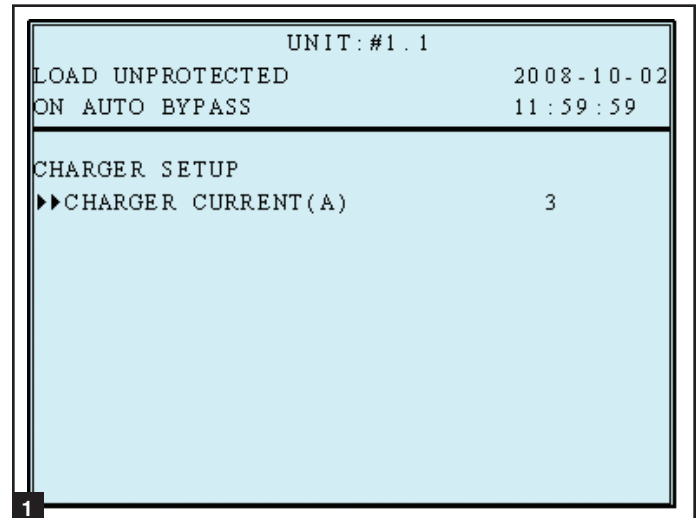 UNIT:#1.1
LOAD UNPROTECTED 2008-10-02
ON AUTO BYPASS 11:59:59
CHARGER SETUP
▶▶CHARGER CURRENT(A) 3
1